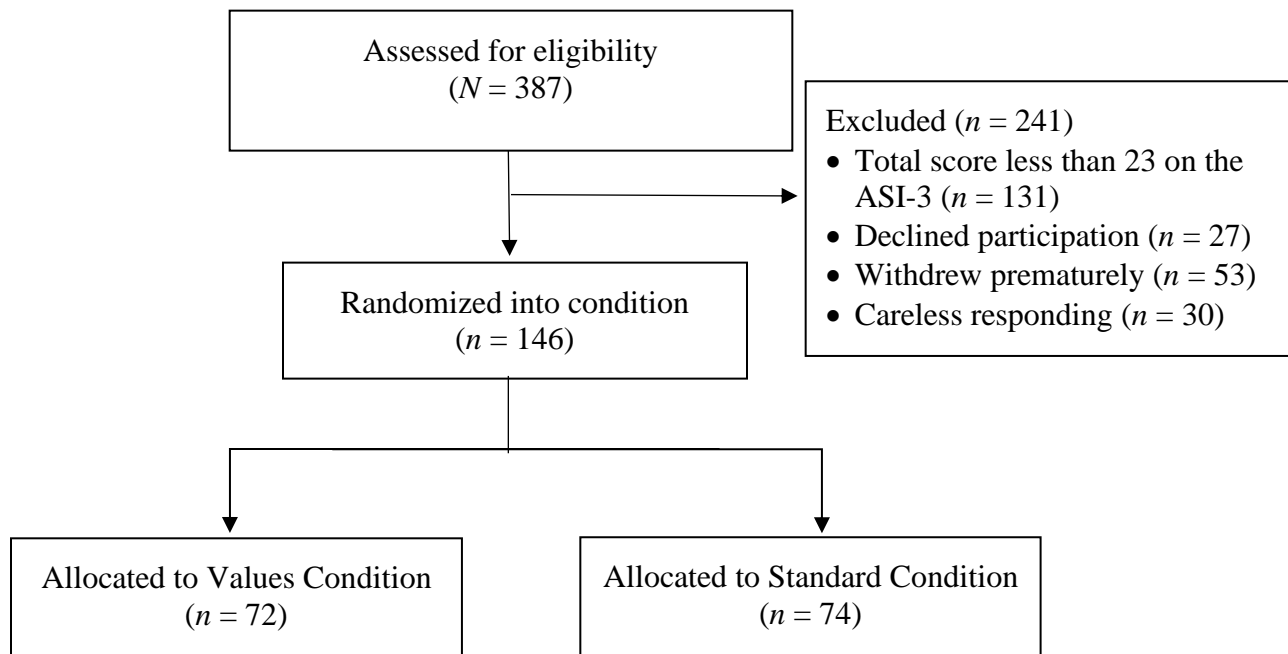 Assessed for eligibility
(N = 387)
Excluded (n = 241)
• Total score less than 23 on the
ASI-3 (n = 131)
• Declined participation (n = 27)
• Withdrew prematurely (n = 53)
• Careless responding (n = 30)
Randomized into condition
(n = 146)
Allocated to Values Condition
(n = 72)
Allocated to Standard Condition
(n = 74)